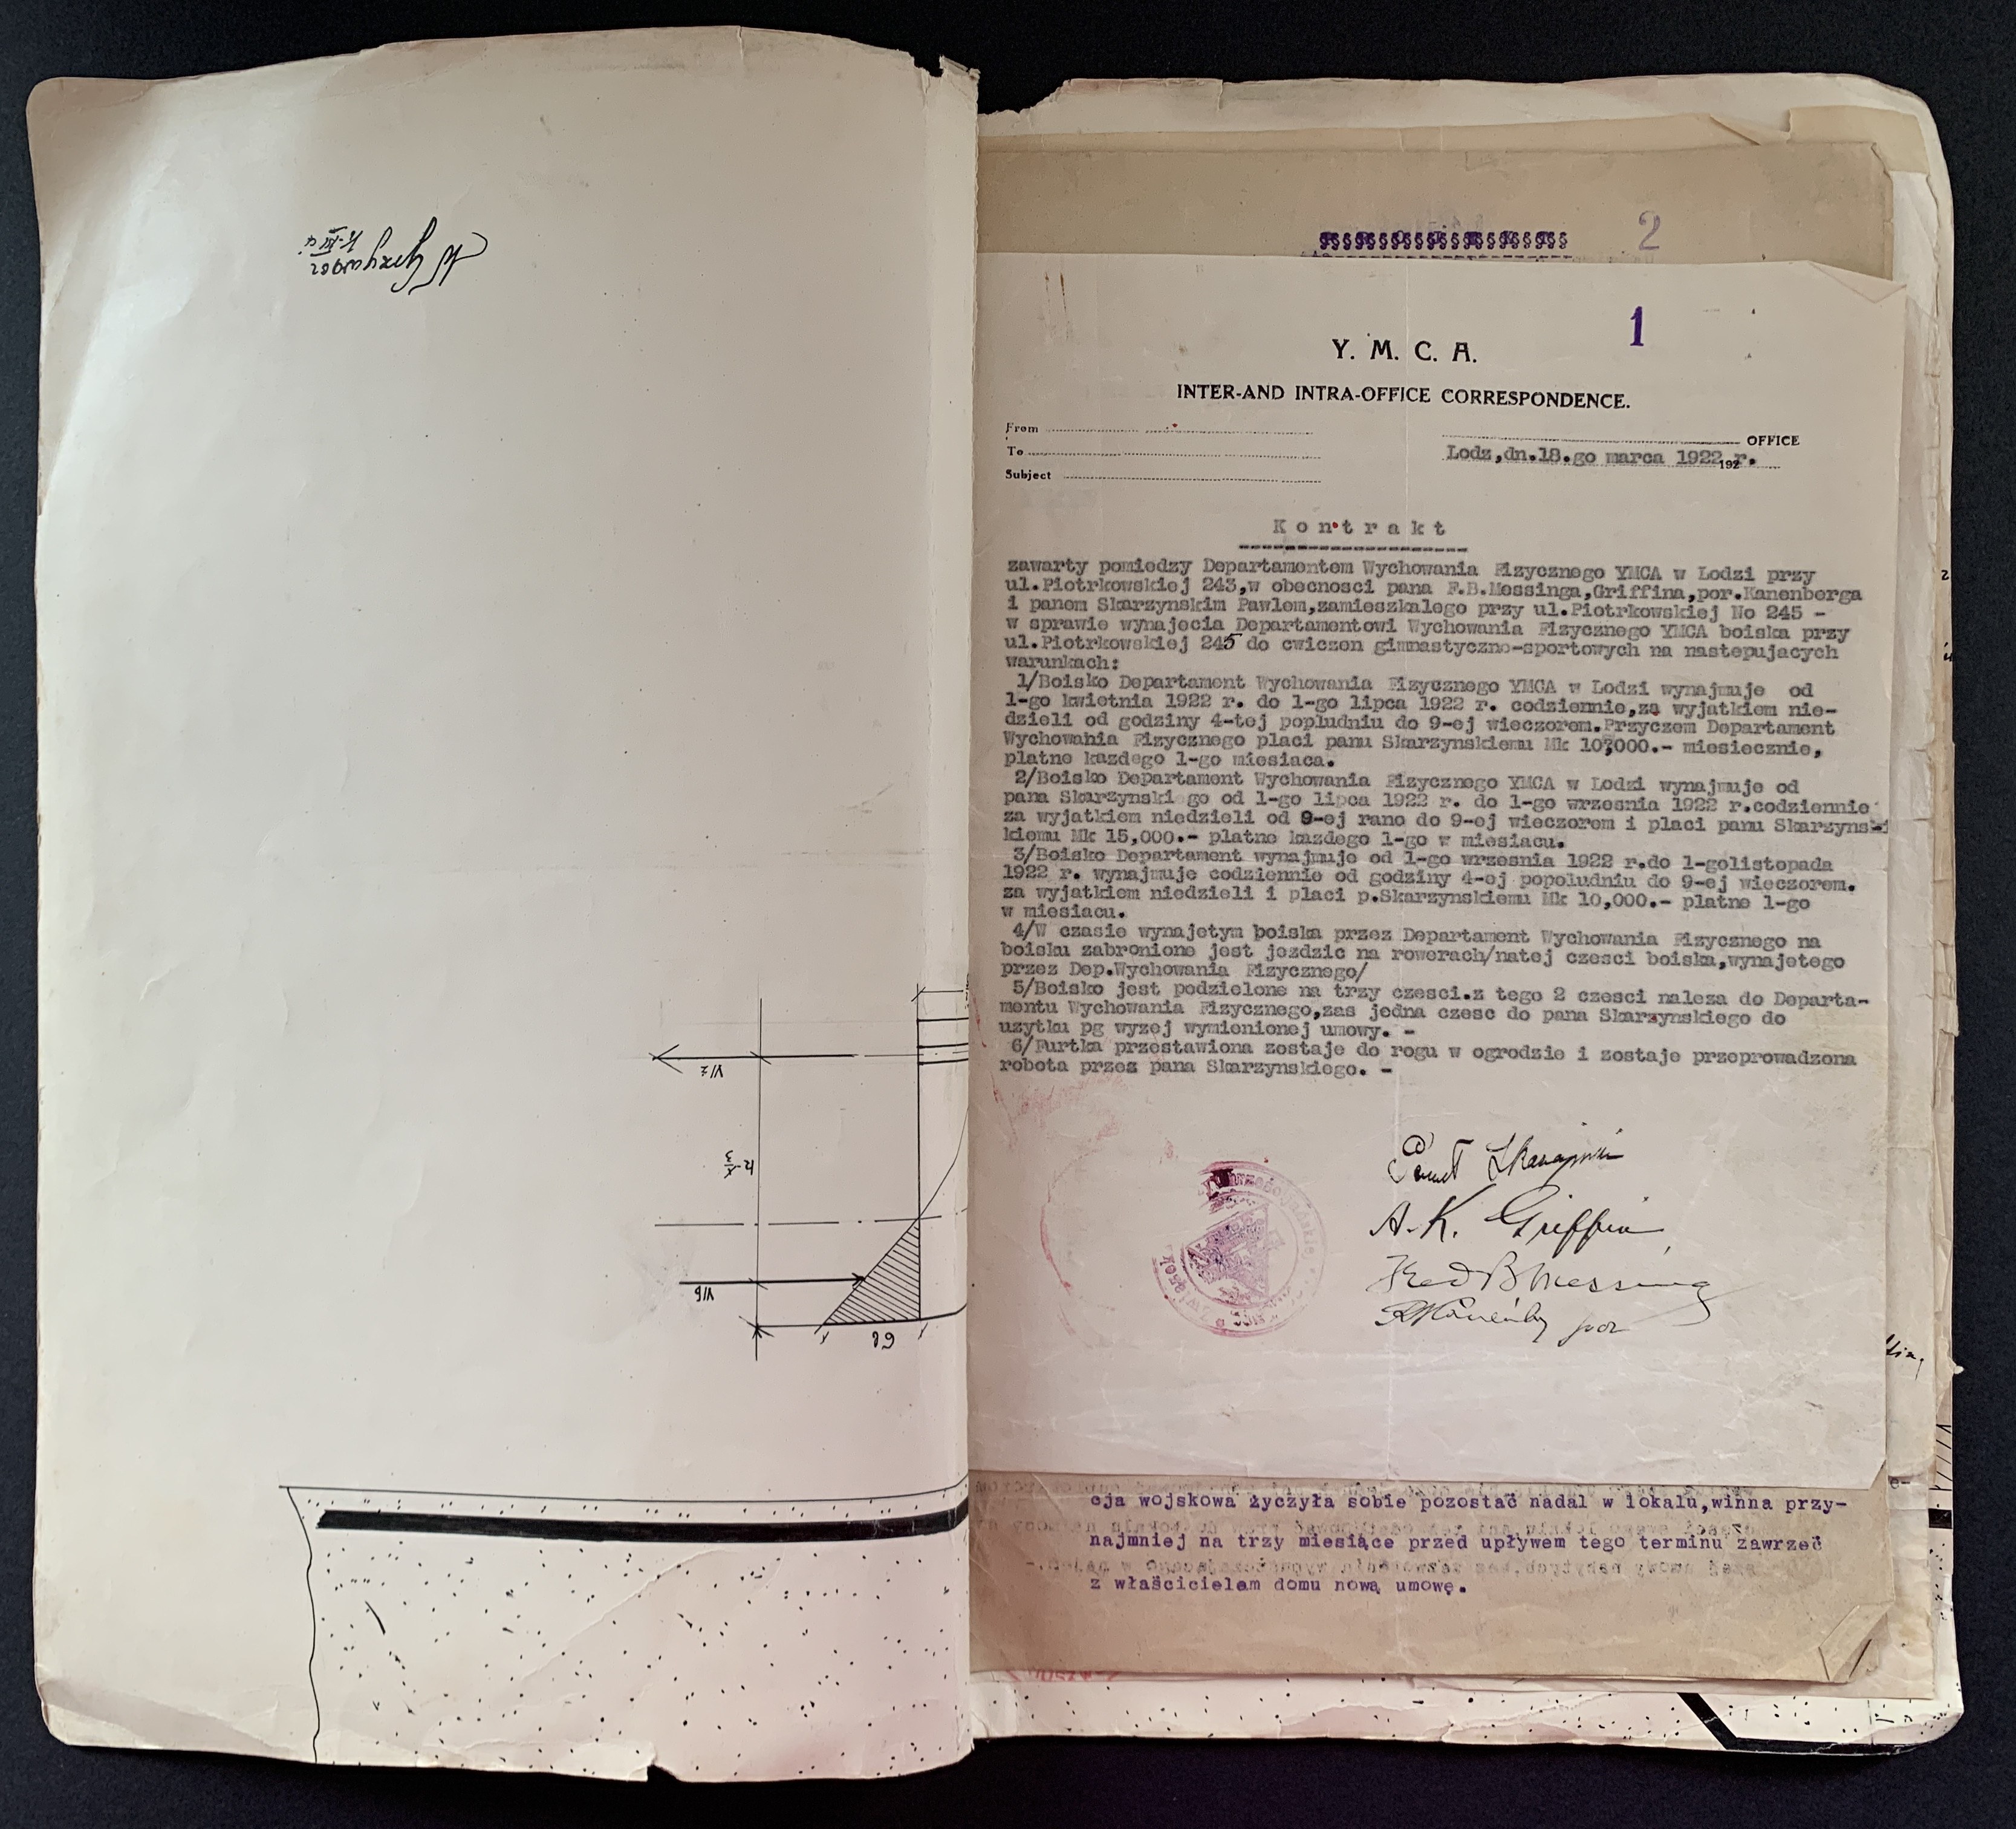 2
1
Y. M. C. A.
INTER-AND INTRA-OFFICE CORRESPONDENCE.
From
To
Subject
OFFICE
Lodz,dn.18.go marca 1922 192 r.
Kontrakt
zawarty pomiedzy Departamentem Wychowania Fizycznego YMCA w Lodzi przy
ul.Piotrkowskiej 243,w obecnosci pana F.B.Messinga,Griffina,por.Kanenberga
i panem Skarzynskim Pawlem,zamieszkalego przy ul.Piotrkowskiej No 245 -
w sprawie wynajecia Departamentowi Wychowania Fizycznego YMCA boiska przy
ul.Piotrkowskiej 245 do cwiczen gimnastyczno-sportowych na nastepujacych
warunkach:
1/Boisko Departament Wychowania Fizycznego YMCA w Lodzi wynajmuje od
1-go kwietnia 1922 r. do 1-go lipca 1922 r. codziennie,za wyjatkiem nie-
dzieli od godziny 4-tej popludniu do 9-ej wieczorem.Przyczem Departament
Wychowania Fizycznego placi panu Skarzynskiemu Mk 10,000.- miesiecznie,
platne kazdego 1-go miesiaca.
2/Boisko Departament Wychowania Fizycznego YMCA w Lodzi wynajmuje od
pana Skarzynski go od 1-go lipca 1922 r. do 1-go wrzesnia 1922 r.codziennie
za wyjatkiem niedzieli od 9-ej rano do 9-ej wieczorem i placi panu Skarzyns-
kiemu Mk 15,000.- platne kazdego 1-go w miesiacu.
3/Boisko Departament wynajmuje od 1-go wrzesnia 1922 r.do 1-golistopada
1922 r. wynajmuje codziennie od godziny 4-ej popoludniu do 9-ej wieczorem.
za wyjatkiem niedzieli i placi p.Skarzynskiemu Mk 10,000.- platne 1-go
w miesiacu.
4/W czasie wynajetym boiska przez Departament Wychowania Fizycznego na
boisku zabronione jest jezdzic na rowerach/natej czesci boiska,wynajetego
przez Dep.Wychowania Fizycznego/
5/Boisko jest podzielone na trzy czesci.z tego 2 czesci naleza do Departa-
mentu Wychowania Fizycznego,zas jedna czesc do pana Skarzynskiego do
uzytku pg wyzej wymienionej umowy. -
6/Furtka przestawiona zostaje do rogu w ogrodzie i zostaje przeprowadzona
robota przez pana Skarzynskiego. -
A. K. Griffin
Fred B Messing
por
cja wojskowa życzyła sobie pozostać nadal w lokalu,winna przy-
najmniej na trzy miesiące przed upływem tego terminu zawrzeć
z właścicielem domu nową umowę.